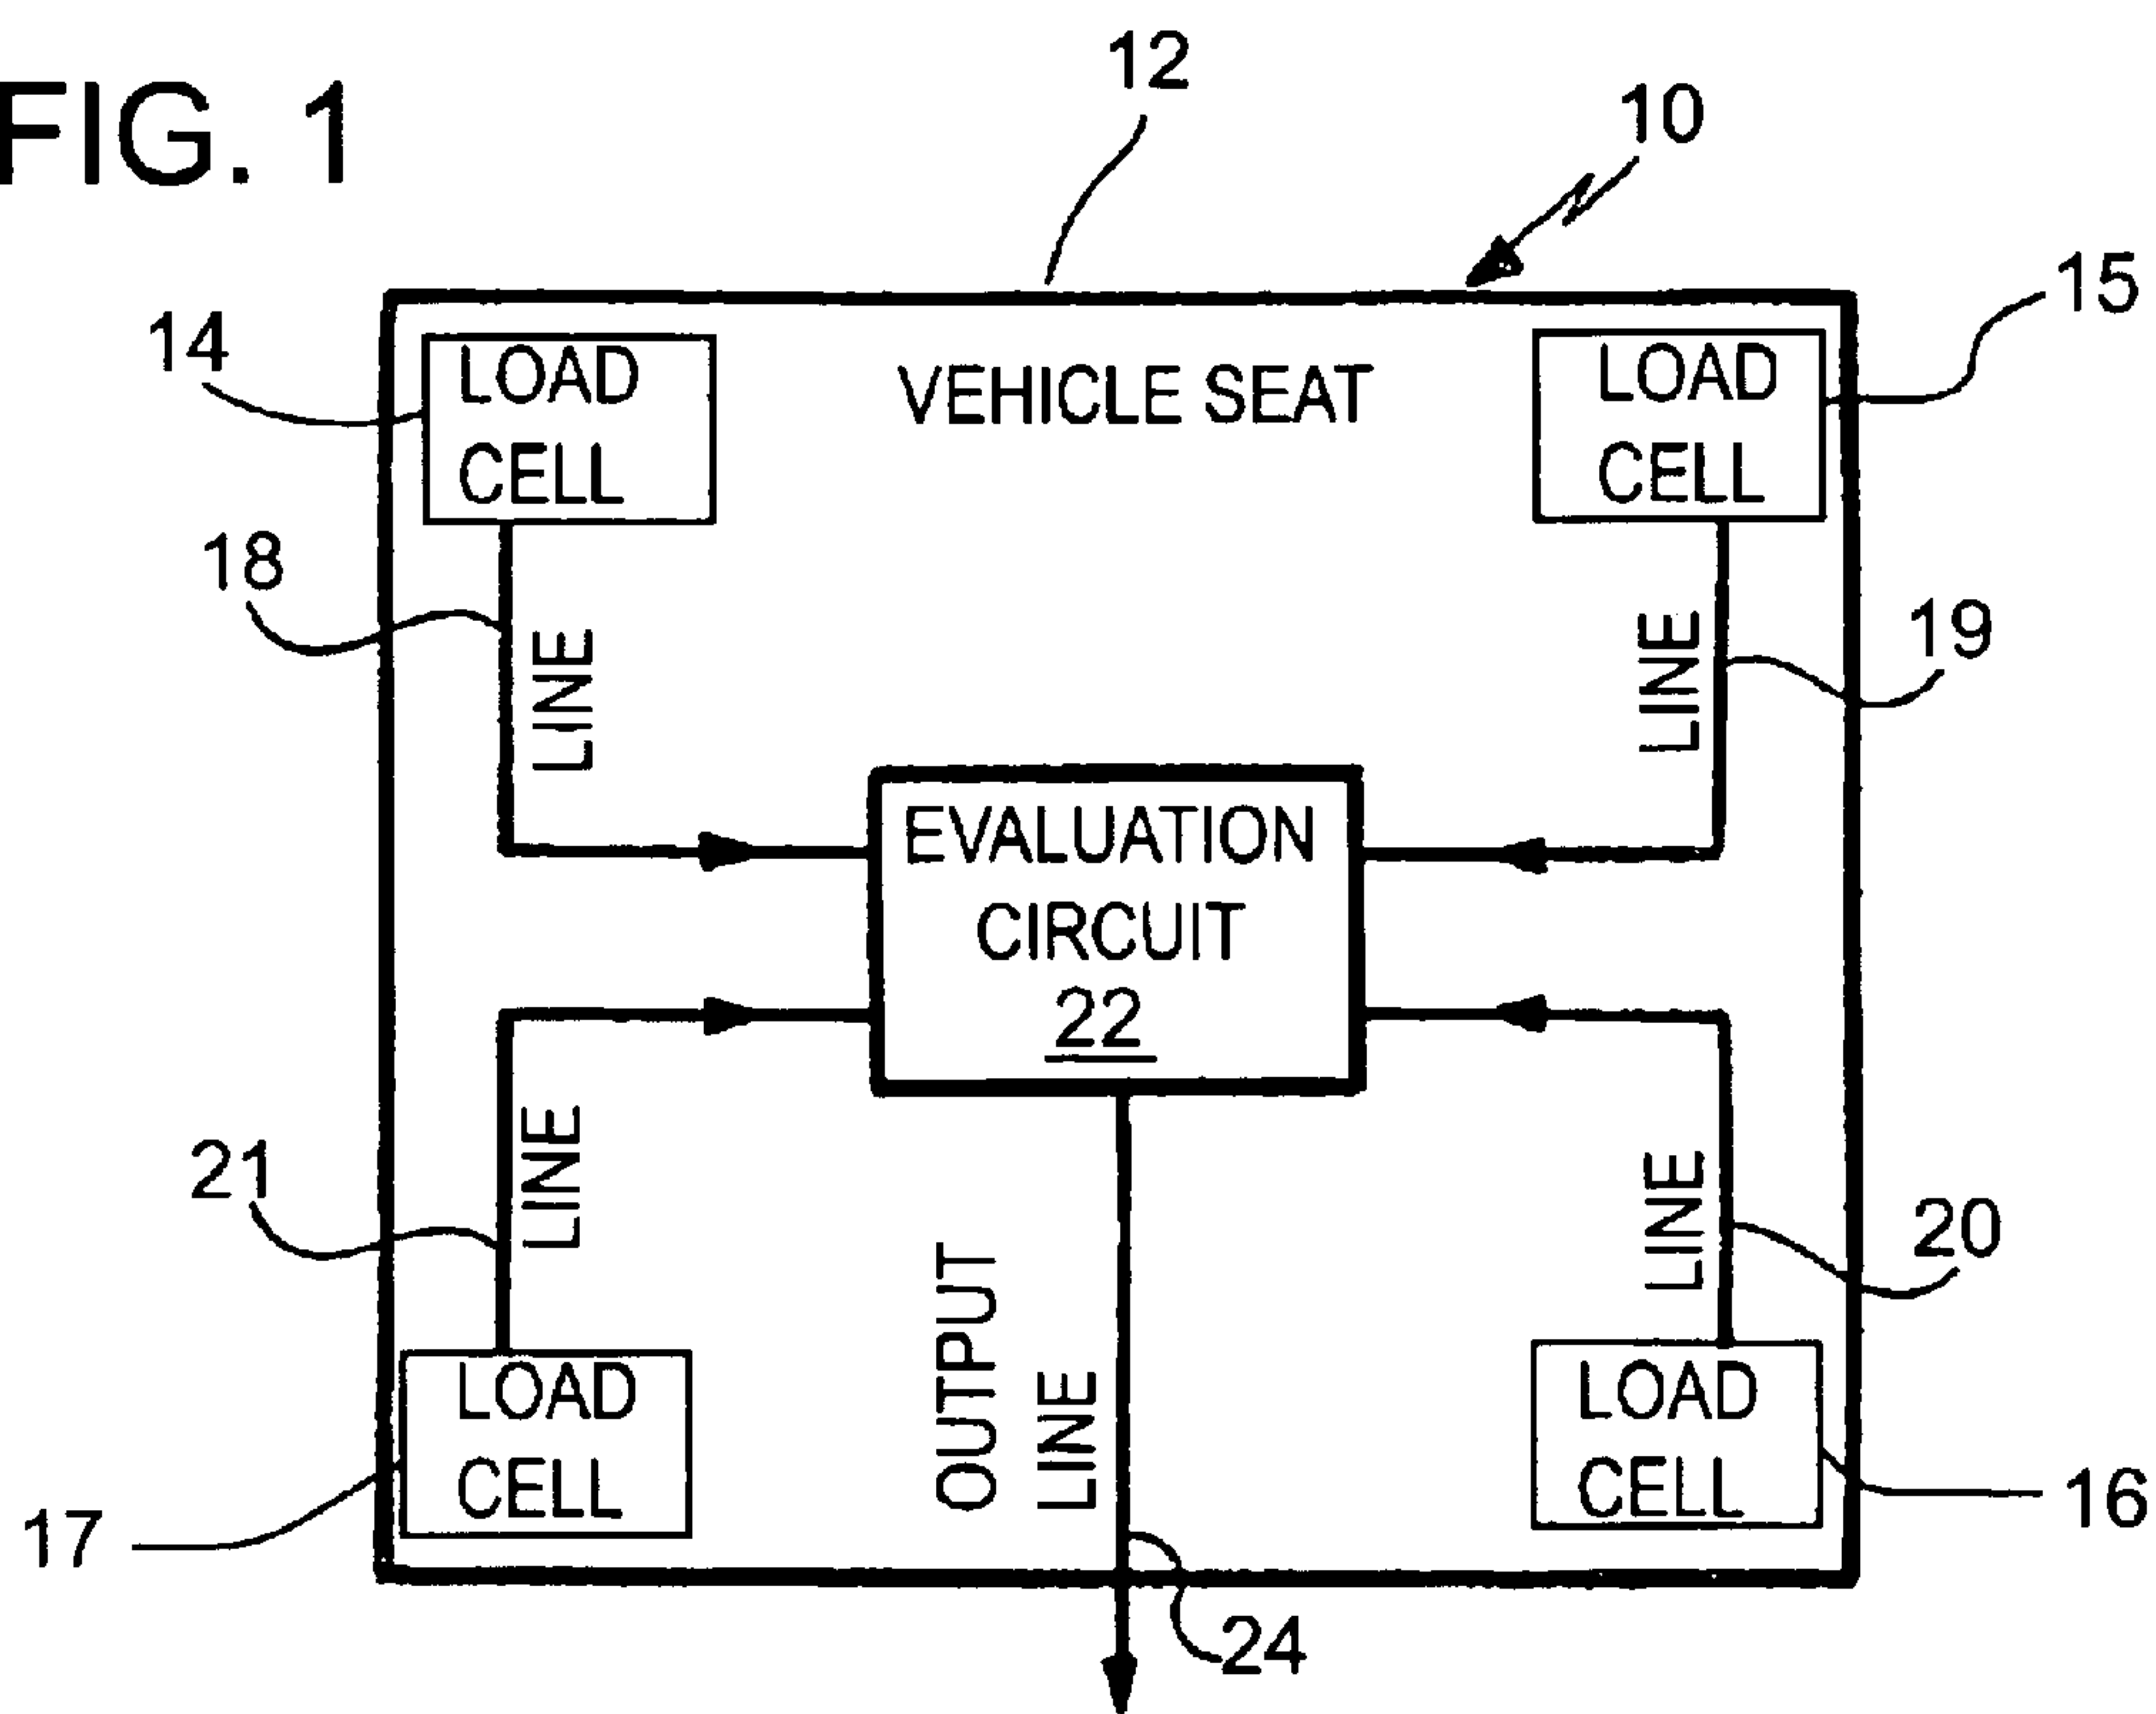 FIG. 1
12
10
14
LOAD
CELL
VEHICLE SEAT
LOAD
CELL
15
18
LINE
LINE
19
EVALUATION
CIRCUIT
22
21
LINE
LINE
20
OUTPUT
LINE
LOAD
CELL
17
LOAD
CELL
16
24